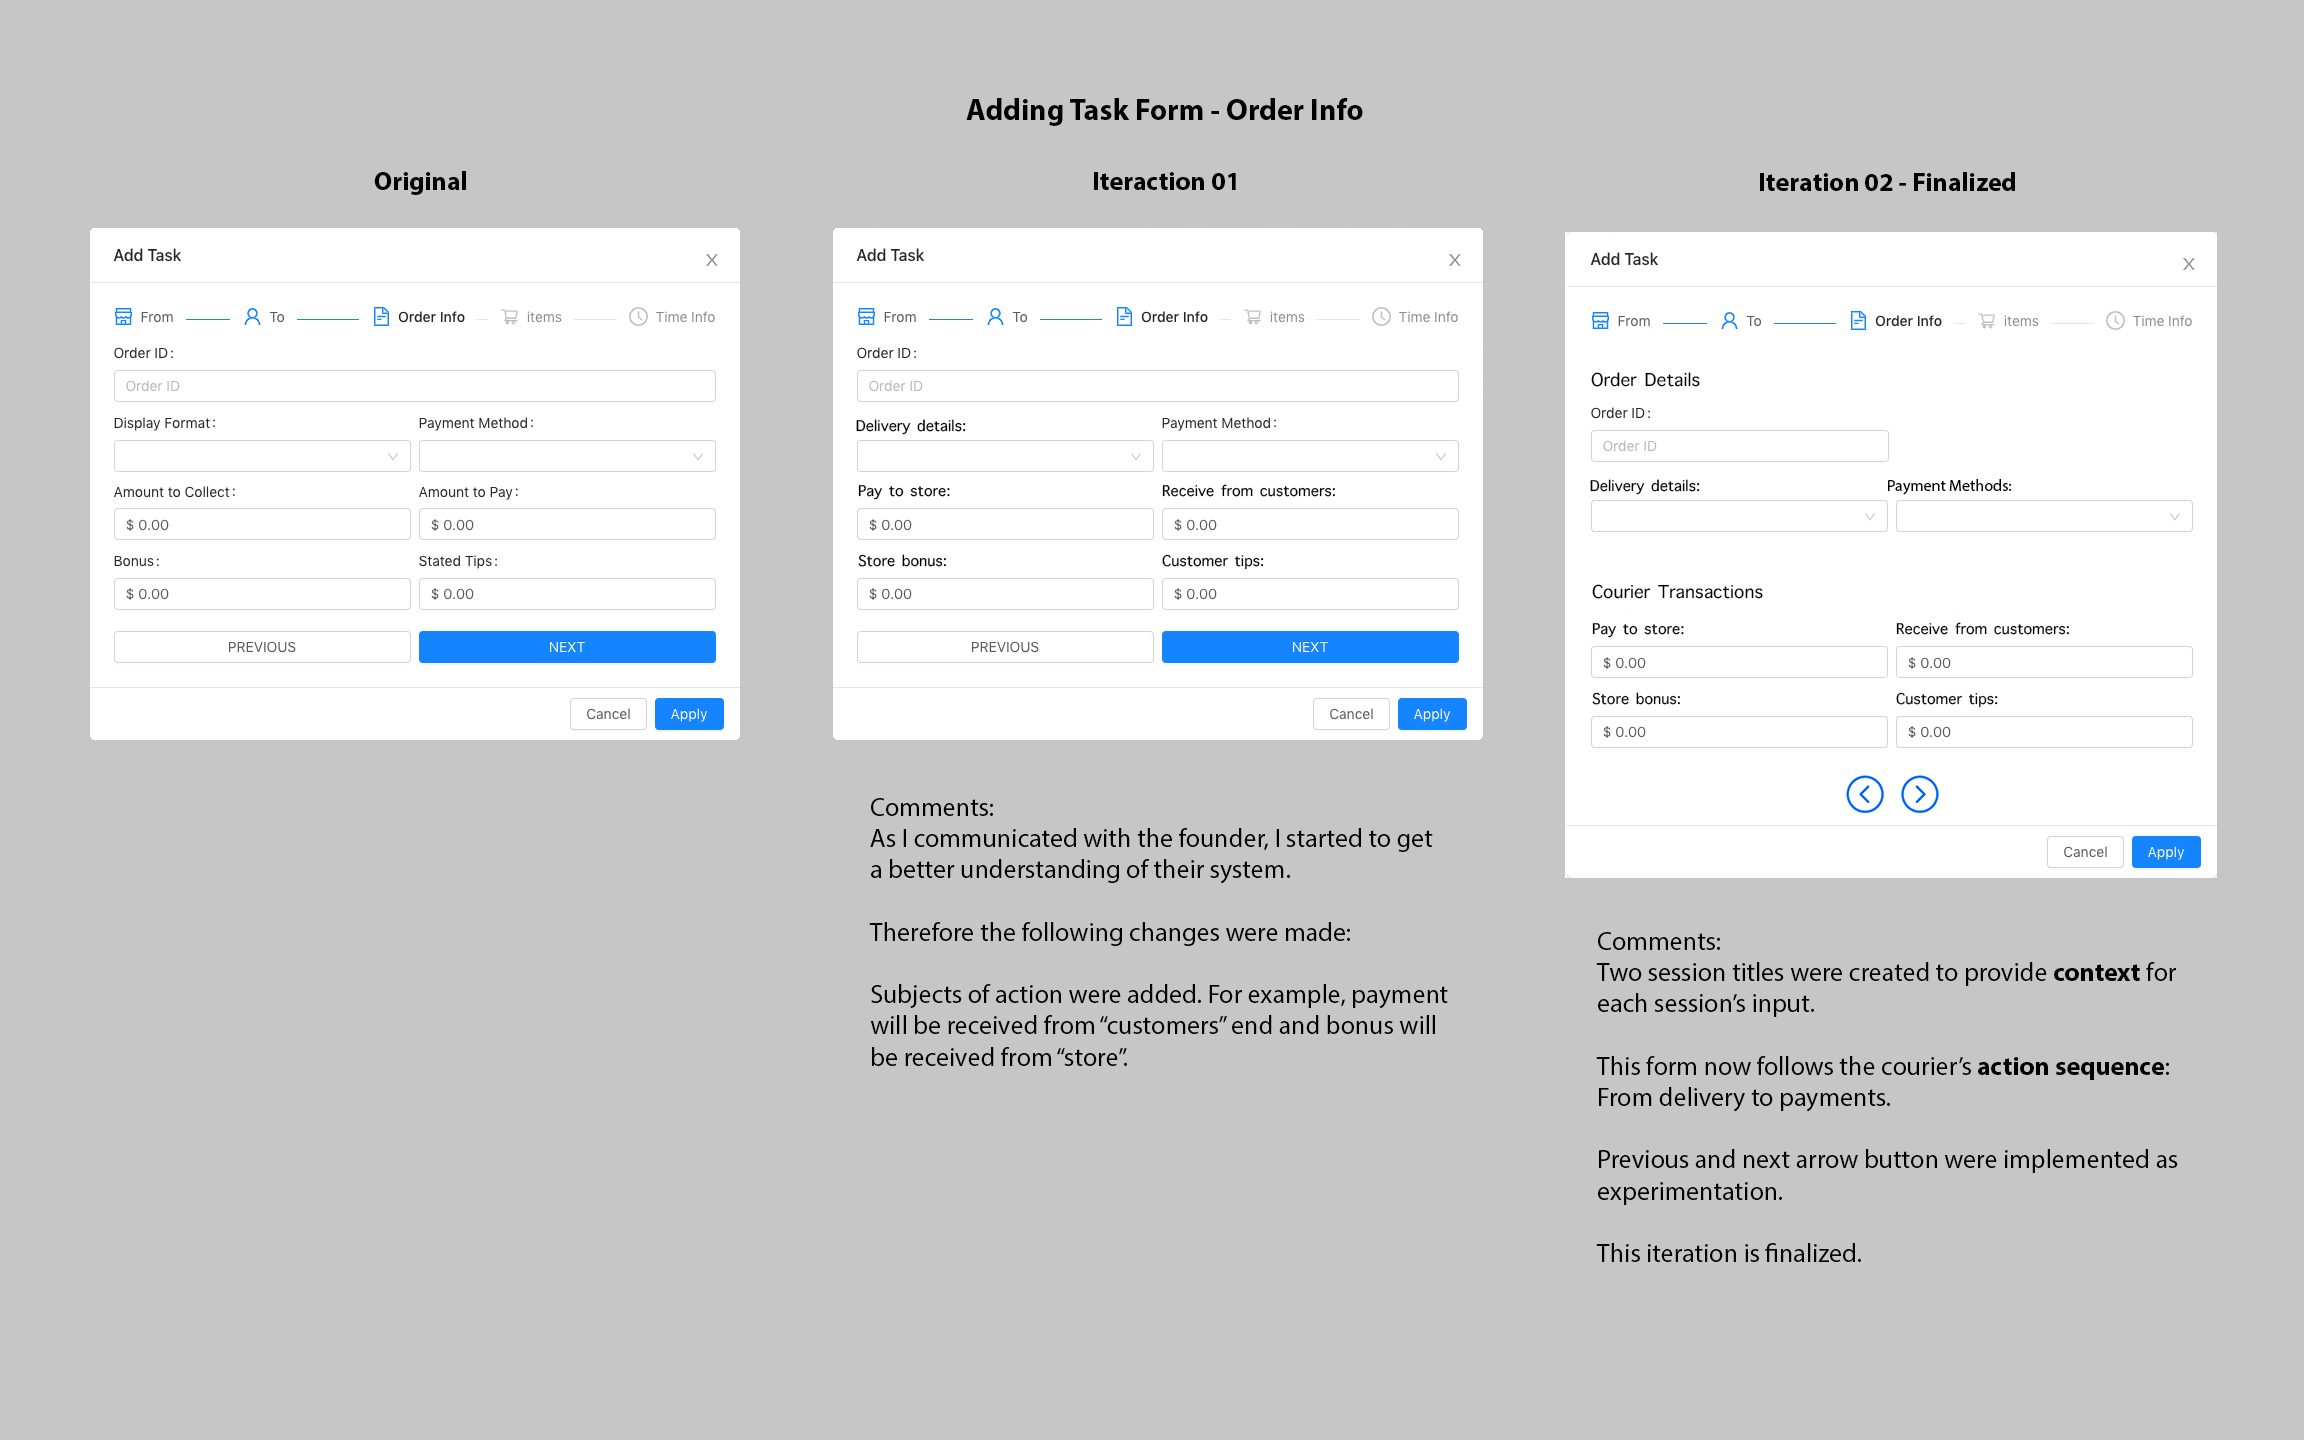 Adding Task Form - Order Info
Original
Add Task
X
From To Order Info items Time Info
Order ID:
Order ID
Display Format: Payment Method:
Amount to Collect: Amount to Pay:
$ 0.00 $ 0.00
Bonus: Stated Tips:
$ 0.00 $ 0.00
PREVIOUS NEXT
Cancel Apply
Iteraction 01
Add Task
X
From To Order Info items Time Info
Order ID:
Order ID
Delivery details: Payment Method:
Pay to store: Receive from customers:
$ 0.00 $ 0.00
Store bonus: Customer tips:
$ 0.00 $ 0.00
PREVIOUS NEXT
Cancel Apply
Comments:
As I communicated with the founder, I started to get
a better understanding of their system.
Therefore the following changes were made:
Subjects of action were added. For example, payment
will be received from “customers” end and bonus will
be received from “store”.
Iteration 02 - Finalized
Add Task
X
From To Order Info items Time Info
Order Details
Order ID:
Order ID
Delivery details: Payment Methods:
Courier Transactions
Pay to store: Receive from customers:
$ 0.00 $ 0.00
Store bonus: Customer tips:
$ 0.00 $ 0.00
Cancel Apply
Comments:
Two session titles were created to provide context for
each session’s input.
This form now follows the courier’s action sequence:
From delivery to payments.
Previous and next arrow button were implemented as
experimentation.
This iteration is finalized.